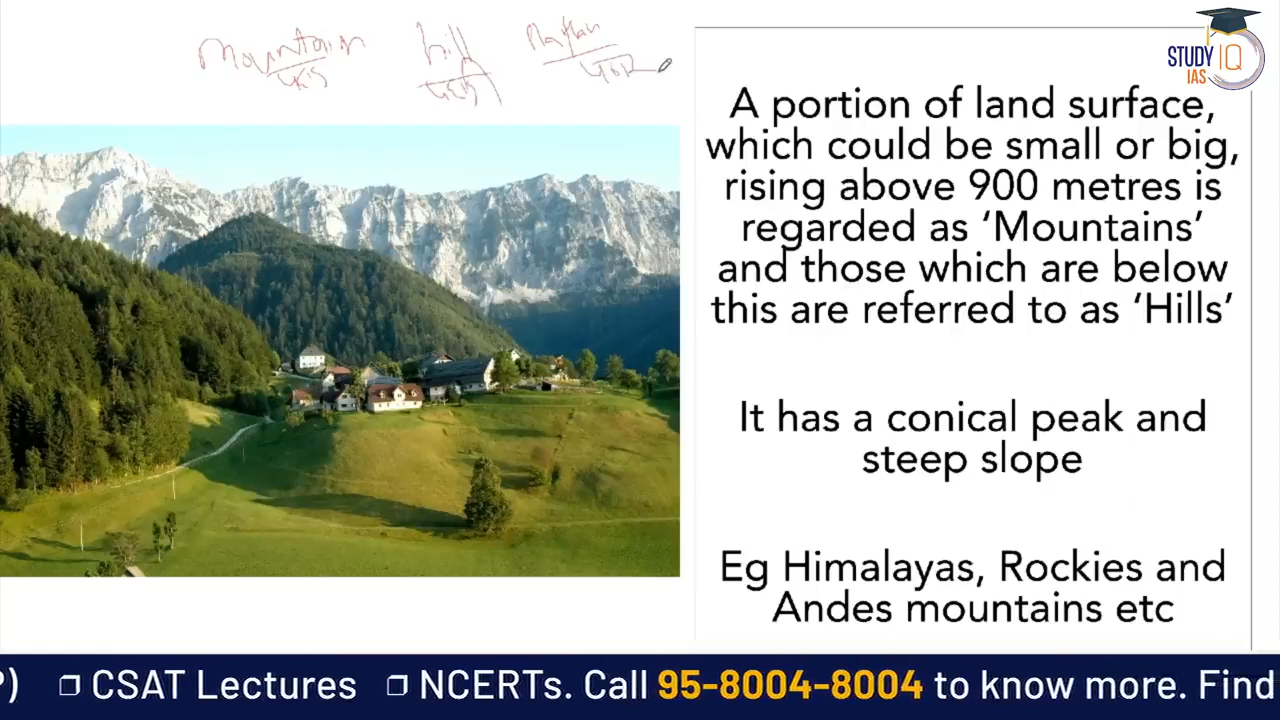 mountain hill
STUDY IQ
IAS
A portion of land surface,
which could be small or big,
rising above 900 metres is
regarded as ‘Mountains’
and those which are below
this are referred to as ‘Hills’
It has a conical peak and
steep slope
Eg Himalayas, Rockies and
Andes mountains etc
) ❐ CSAT Lectures ❐ NCERTs. Call 95-8004-8004 to know more. Find